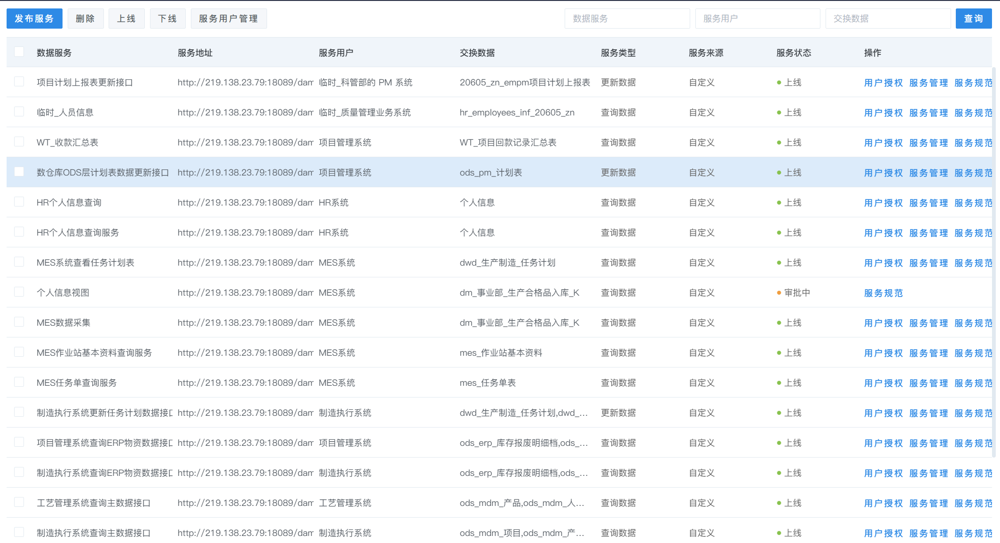 发布服务 删除 上线 下线 服务用户管理 数据服务 服务用户 交换数据 查询
数据服务 服务地址 服务用户 交换数据 服务类型 服务来源 服务状态 操作
项目计划上报表更新接口 http://219.138.23.79:18089/dam 临时_科管部的 PM 系统 20605_zn_empm项目计划上报表 更新数据 自定义 上线 用户授权 服务管理 服务规范
临时_人员信息 http://219.138.23.79:18089/dam 临时_质量管理业务系统 hr_employees_inf_20605_zn 查询数据 自定义 上线 用户授权 服务管理 服务规范
WT_收款汇总表 http://219.138.23.79:18089/dam 项目管理系统 WT_项目回款记录汇总表 查询数据 自定义 上线 用户授权 服务管理 服务规范
数仓库ODS层计划表数据更新接口 http://219.138.23.79:18089/dam 项目管理系统 ods_pm_计划表 更新数据 自定义 上线 用户授权 服务管理 服务规范
HR个人信息查询 http://219.138.23.79:18089/dam HR系统 个人信息 查询数据 自定义 上线 用户授权 服务管理 服务规范
HR个人信息查询服务 http://219.138.23.79:18089/dam HR系统 个人信息 查询数据 自定义 上线 用户授权 服务管理 服务规范
MES系统查看任务计划表 http://219.138.23.79:18089/dam MES系统 dwd_生产制造_任务计划 查询数据 自定义 上线 用户授权 服务管理 服务规范
个人信息视图 http://219.138.23.79:18089/dam MES系统 dm_事业部_生产合格品入库_K 查询数据 自定义 审批中 服务规范
MES数据采集 http://219.138.23.79:18089/dam MES系统 dm_事业部_生产合格品入库_K 查询数据 自定义 上线 用户授权 服务管理 服务规范
MES作业站基本资料查询服务 http://219.138.23.79:18089/dam MES系统 mes_作业站基本资料 查询数据 自定义 上线 用户授权 服务管理 服务规范
MES任务单查询服务 http://219.138.23.79:18089/dam MES系统 mes_任务单表 查询数据 自定义 上线 用户授权 服务管理 服务规范
制造执行系统更新任务计划数据接口 http://219.138.23.79:18089/dam 制造执行系统 dwd_生产制造_任务计划,dwd_... 更新数据 自定义 上线 用户授权 服务管理 服务规范
项目管理系统查询ERP物资数据接口 http://219.138.23.79:18089/dam 项目管理系统 ods_erp_库存报废明细档,ods_... 查询数据 自定义 上线 用户授权 服务管理 服务规范
制造执行系统查询ERP物资数据接口 http://219.138.23.79:18089/dam 制造执行系统 ods_erp_库存报废明细档,ods_... 查询数据 自定义 上线 用户授权 服务管理 服务规范
工艺管理系统查询主数据接口 http://219.138.23.79:18089/dam 工艺管理系统 ods_mdm_产品,ods_mdm_人... 查询数据 自定义 上线 用户授权 服务管理 服务规范
制造执行系统查询主数据接口 http://219.138.23.79:18089/dam 制造执行系统 ods_mdm_项目,ods_mdm_产... 查询数据 自定义 上线 用户授权 服务管理 服务规范